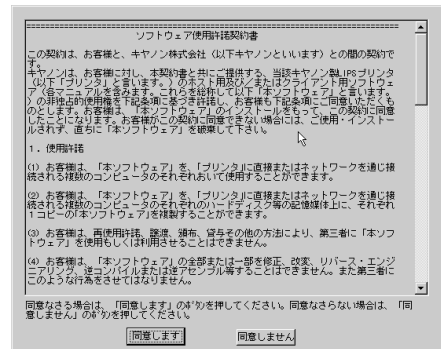 ソフトウェア使用許諾契約書
この契約は、お客様と、キヤノン株式会社（以下キヤノンといいます）との間の契約で
す。
キヤノンは、お客様に対し、本契約書と共にご提供する、当該キヤノン製LIPSプリンタ
（以下「プリンタ」と言います。）のホスト用及び／またはクライアント用ソフトウェ
ア（各マニュアルを含みます。これらを総称して以下「本ソフトウェア」と言います。
）の非独占的使用権を下記条項に基づき許諾し、お客様も下記条項にご同意いただくも
のとします。お客様は、「本ソフトウェア」のインストールをもって、この契約に同意
したことになります。お客様がこの契約に同意できない場合には、ご使用・インストー
ルされず、直ちに「本ソフトウェア」を破棄して下さい。
1．使用許諾
(1) お客様は、「本ソフトウェア」を、「プリンタ」に直接またはネットワークを通じ接
続される複数のコンピュータのそれぞれおいて使用することができます。
(2) お客様は、「本ソフトウェア」を、「プリンタ」に直接またはネットワークを通じ接
続される複数のコンピュータのそれぞれのハードディスク等の記憶媒体上に、それぞれ
1コピーの「本ソフトウェア」を複製することができます。
(3) お客様は、再使用許諾、譲渡、頒布、貸与その他の方法により、第三者に「本ソフ
トウェア」を使用もしくは利用させることはできません。
(4) お客様は、「本ソフトウェア」の全部または一部を修正、改変、リバース・エンジ
ニアリング、逆コンパイルまたは逆アセンブル等することはできません。また第三者に
このような行為をさせてはなりません。
同意なさる場合は、「同意します」のﾎﾞﾀﾝを押してください。同意なさらない場合は、「同
意しません」のﾎﾞﾀﾝを押してください。
同意します
同意しません